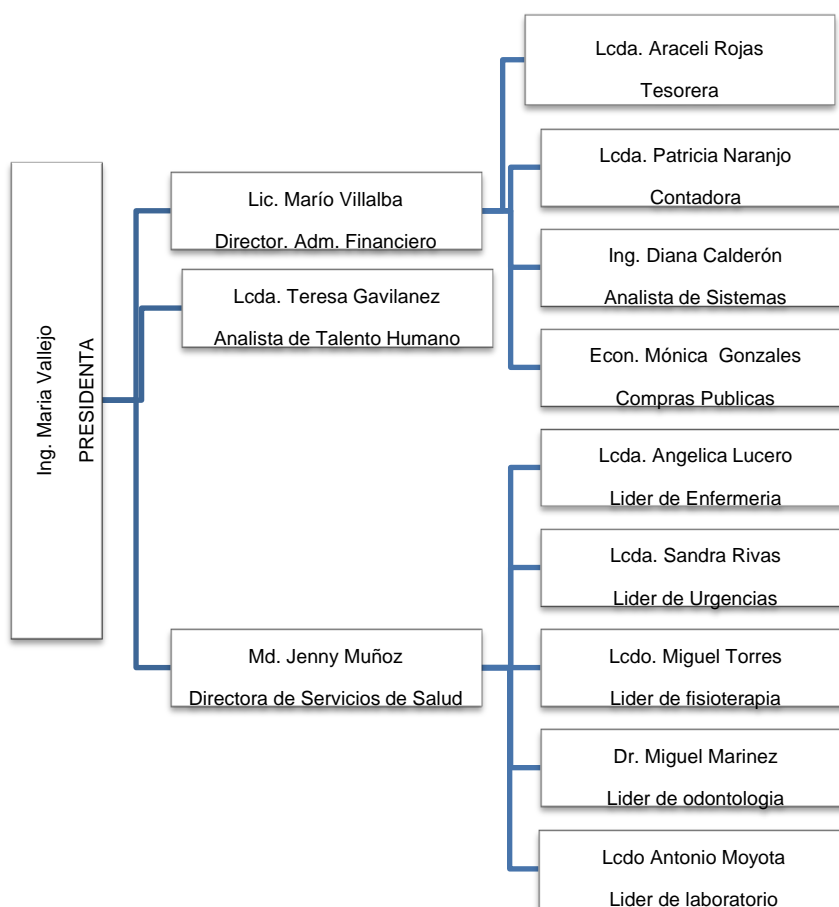 Ing. Maria Vallejo
PRESIDENTA
Lic. Marío Villalba
Director. Adm. Financiero
Lcda. Araceli Rojas
Tesorera
Lcda. Patricia Naranjo
Contadora
Ing. Diana Calderón
Analista de Sistemas
Econ. Mónica  Gonzales
Compras Publicas
Lcda. Teresa Gavilanez
Analista de Talento Humano
Md. Jenny Muñoz
Directora de Servicios de Salud
Lcda. Angelica Lucero
Lider de Enfermeria
Lcda. Sandra Rivas
Lider de Urgencias
Lcdo. Miguel Torres
Lider de fisioterapia
Dr. Miguel Marinez
Lider de odontologia
Lcdo Antonio Moyota
Lider de laboratorio